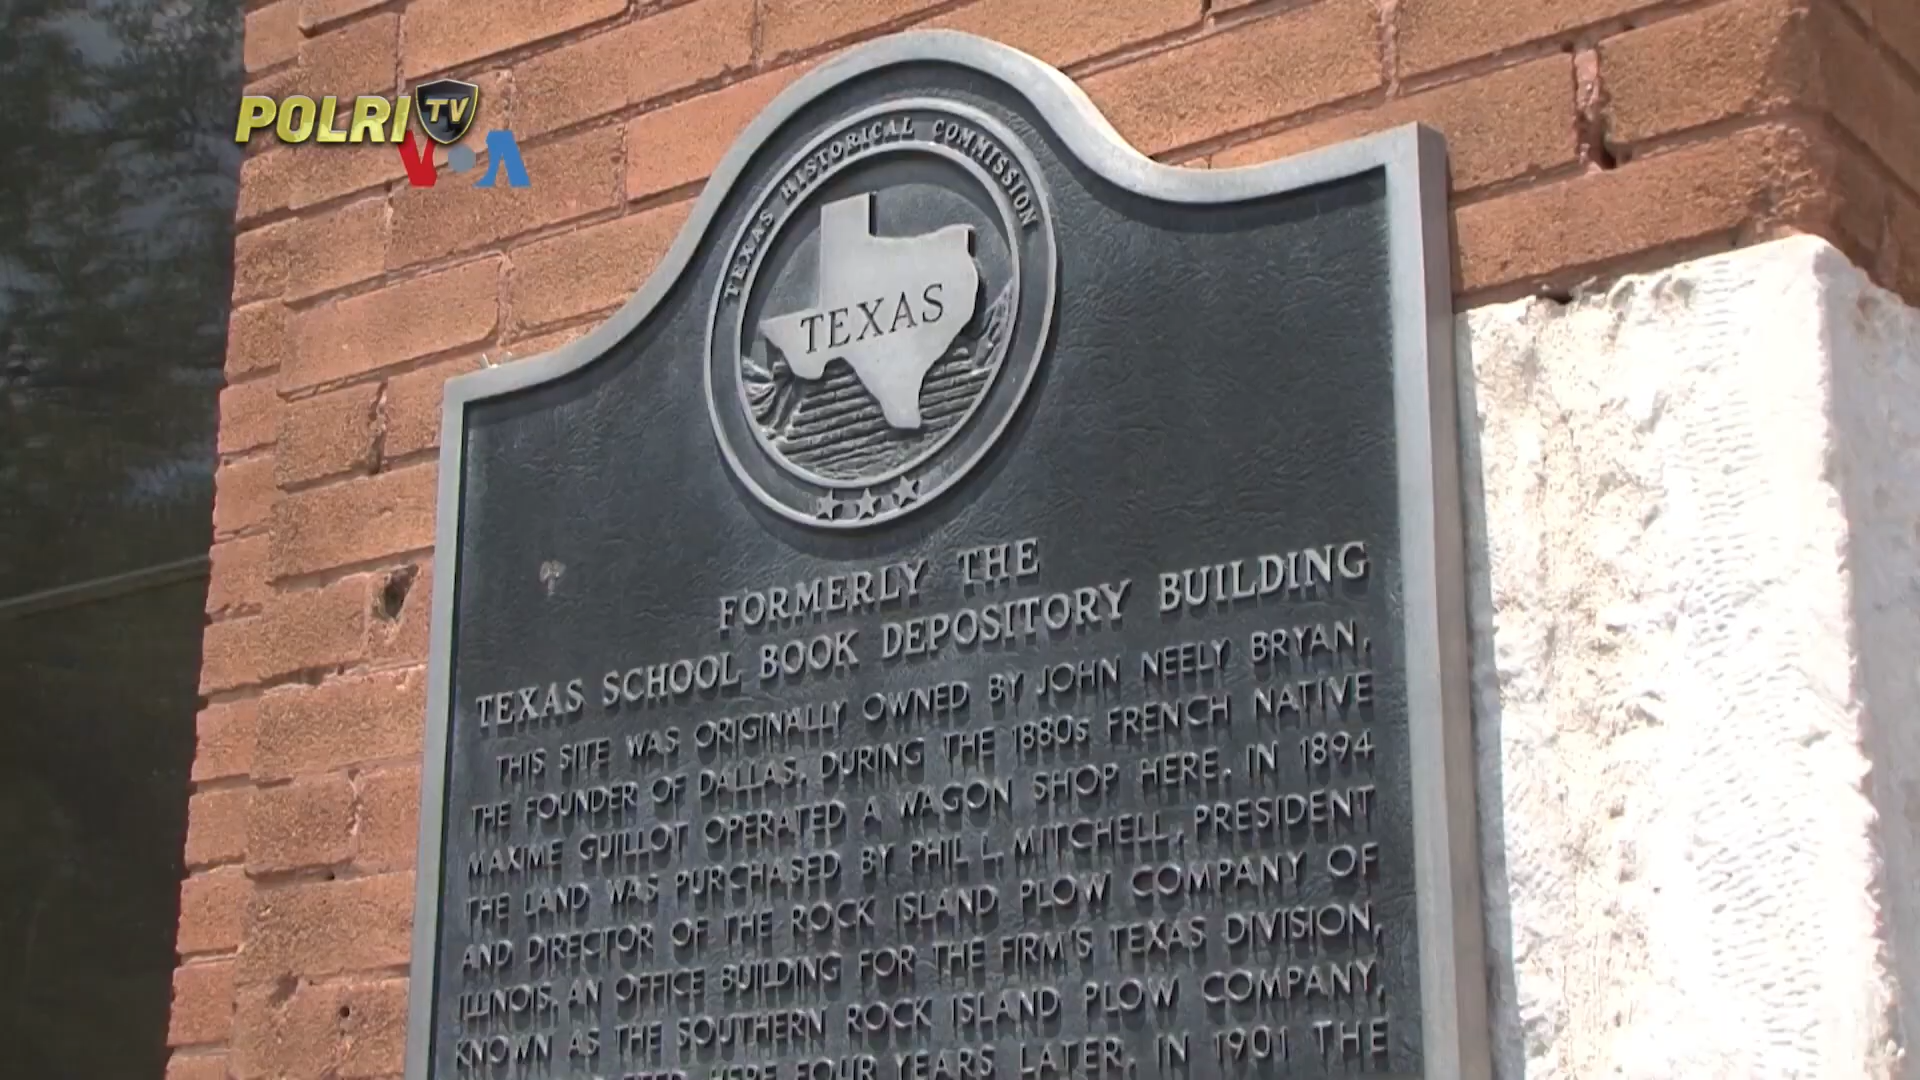 POLRI TV
VOA
TEXAS HISTORICAL COMMISSION
TEXAS
FORMERLY THE
TEXAS SCHOOL BOOK DEPOSITORY BUILDING
THIS SITE WAS ORIGINALLY OWNED BY JOHN NEELY BRYAN,
THE FOUNDER OF DALLAS. DURING THE 1880s FRENCH NATIVE
MAXIME GUILLOT OPERATED A WAGON SHOP HERE. IN 1894
THE LAND WAS PURCHASED BY PHIL L. MITCHELL, PRESIDENT
AND DIRECTOR OF THE ROCK ISLAND PLOW COMPANY OF
ILLINOIS. AN OFFICE BUILDING FOR THE FIRM'S TEXAS DIVISION,
KNOWN AS THE SOUTHERN ROCK ISLAND PLOW COMPANY,
HERE FOUR YEARS LATER. IN 1901 THE